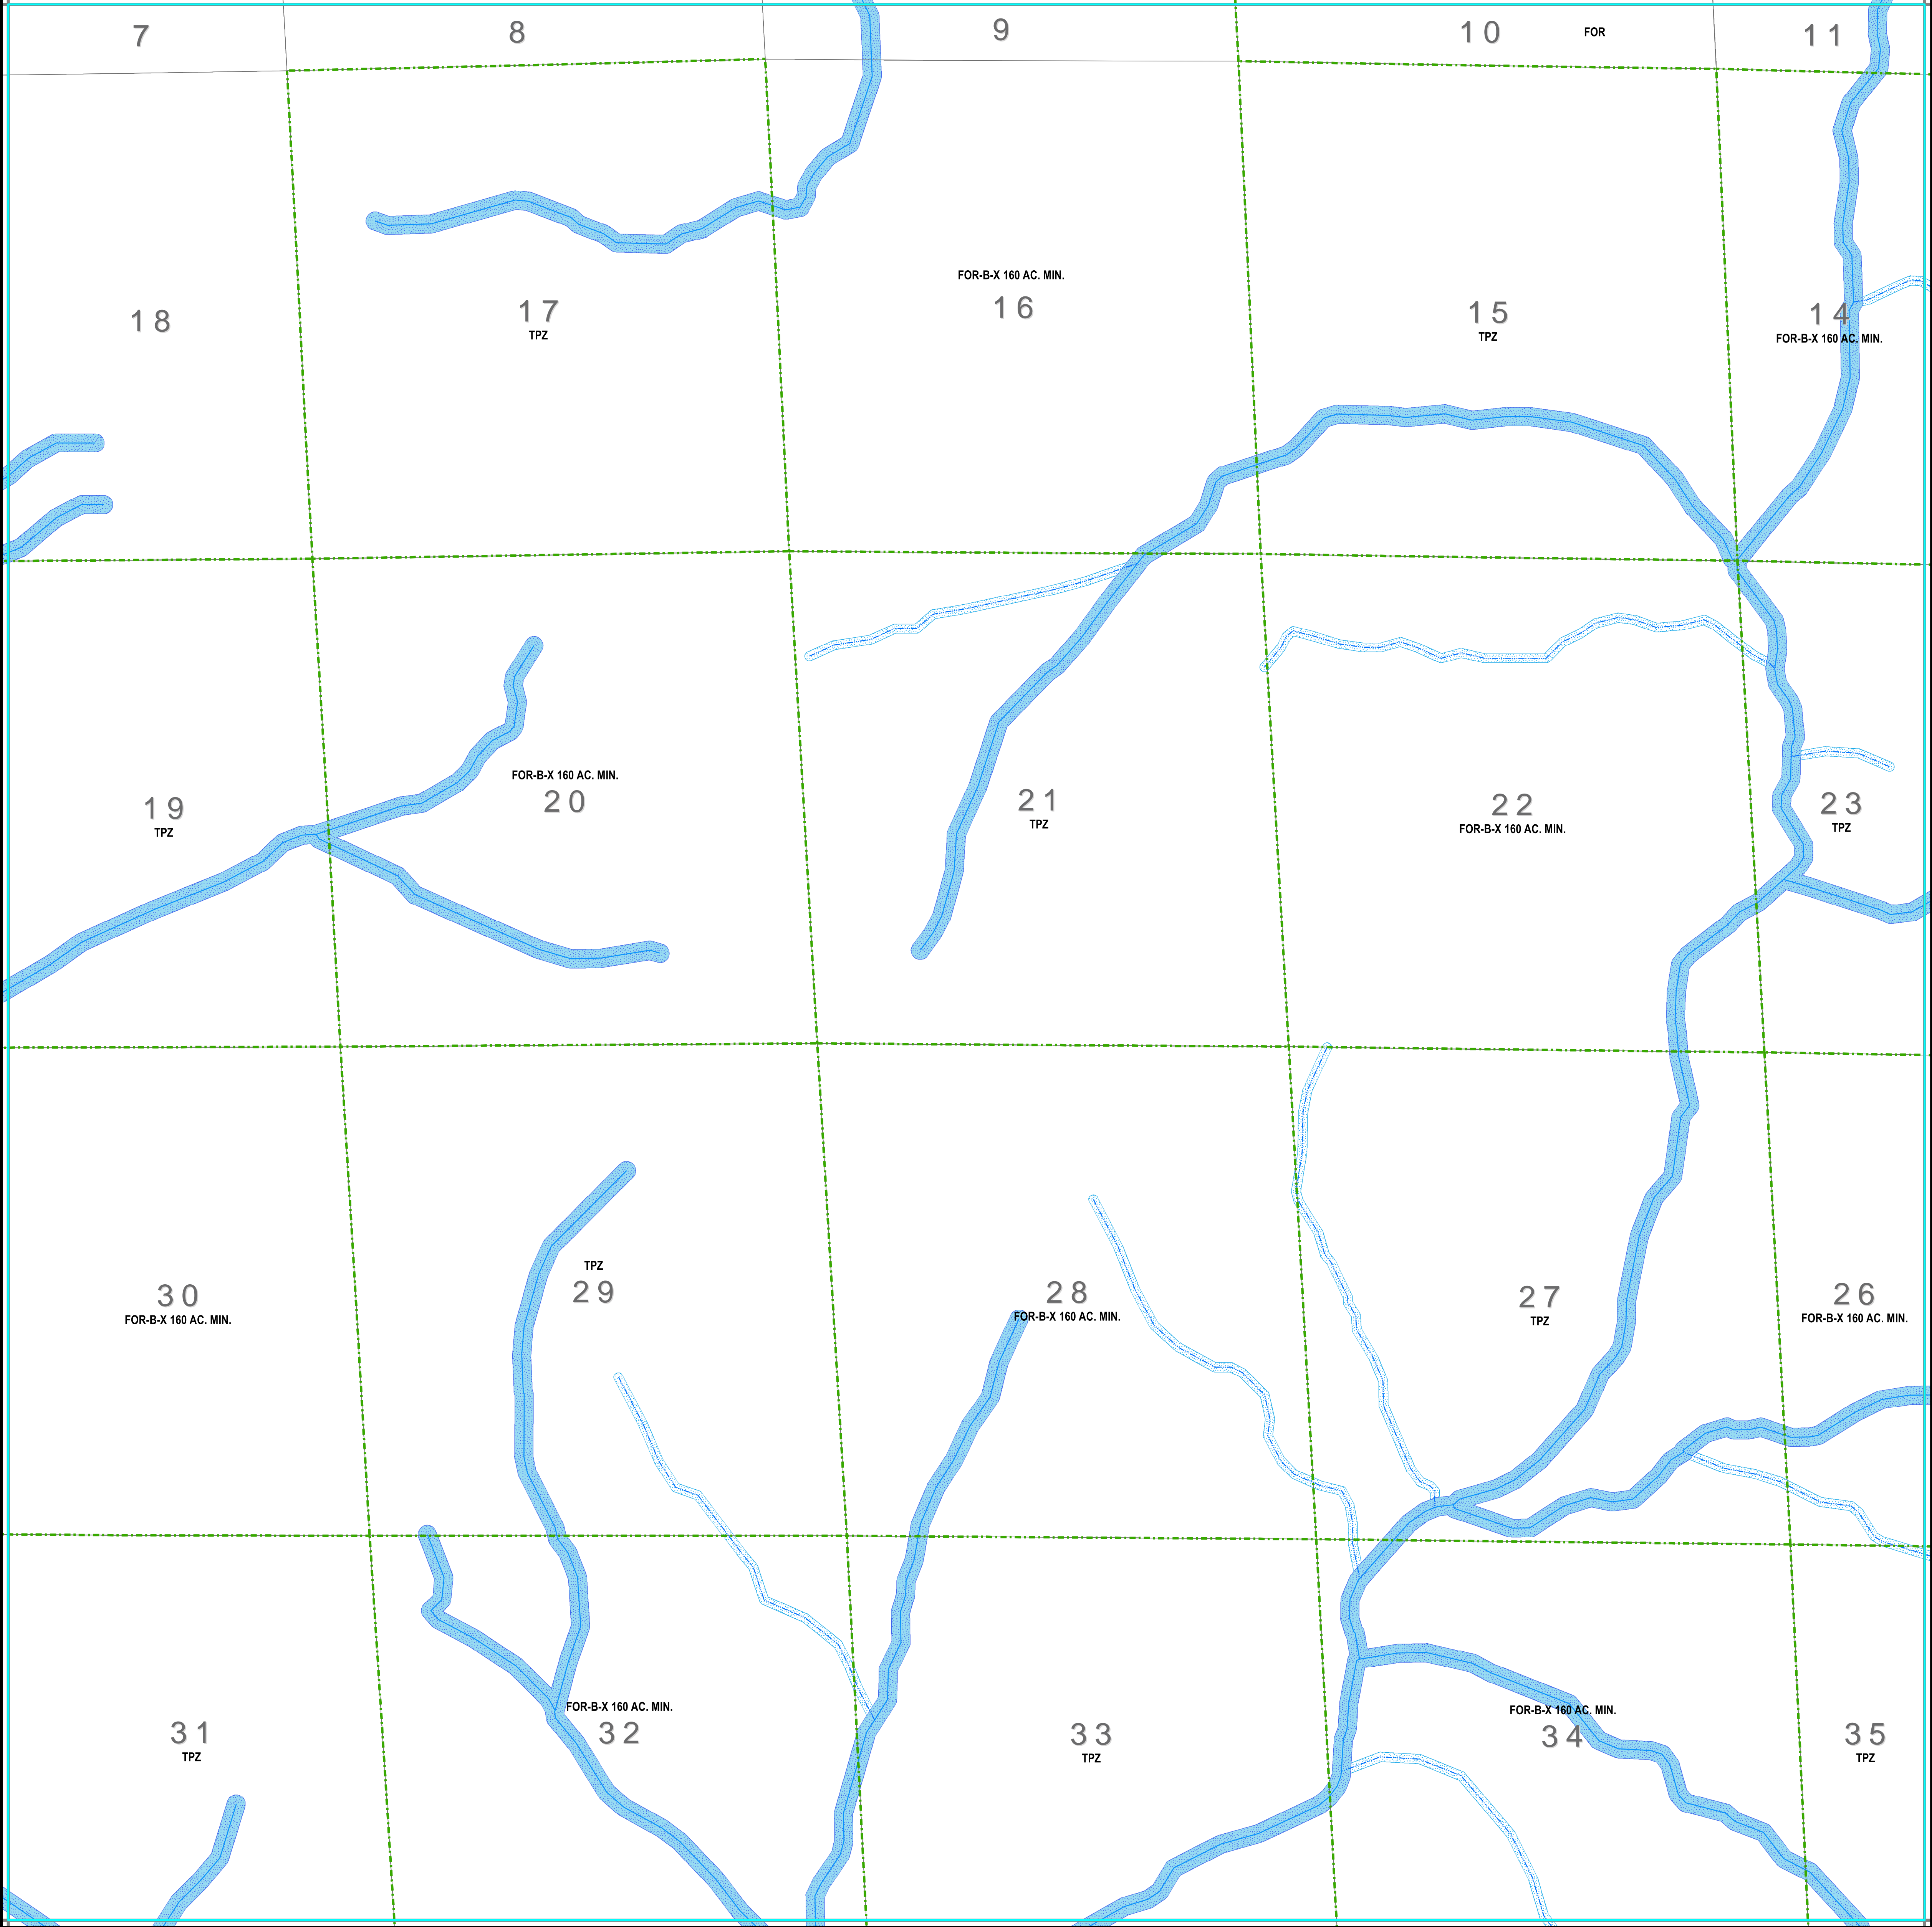 7
8
9
10
FOR
11
FOR-B-X 160 AC. MIN.
16
17
TPZ
18
15
TPZ
14
FOR-B-X 160 AC. MIN.
19
TPZ
FOR-B-X 160 AC. MIN.
20
21
TPZ
22
FOR-B-X 160 AC. MIN.
23
TPZ
30
FOR-B-X 160 AC. MIN.
TPZ
29
28
FOR-B-X 160 AC. MIN.
27
TPZ
26
FOR-B-X 160 AC. MIN.
31
TPZ
FOR-B-X 160 AC. MIN.
32
33
TPZ
FOR-B-X 160 AC. MIN.
34
35
TPZ